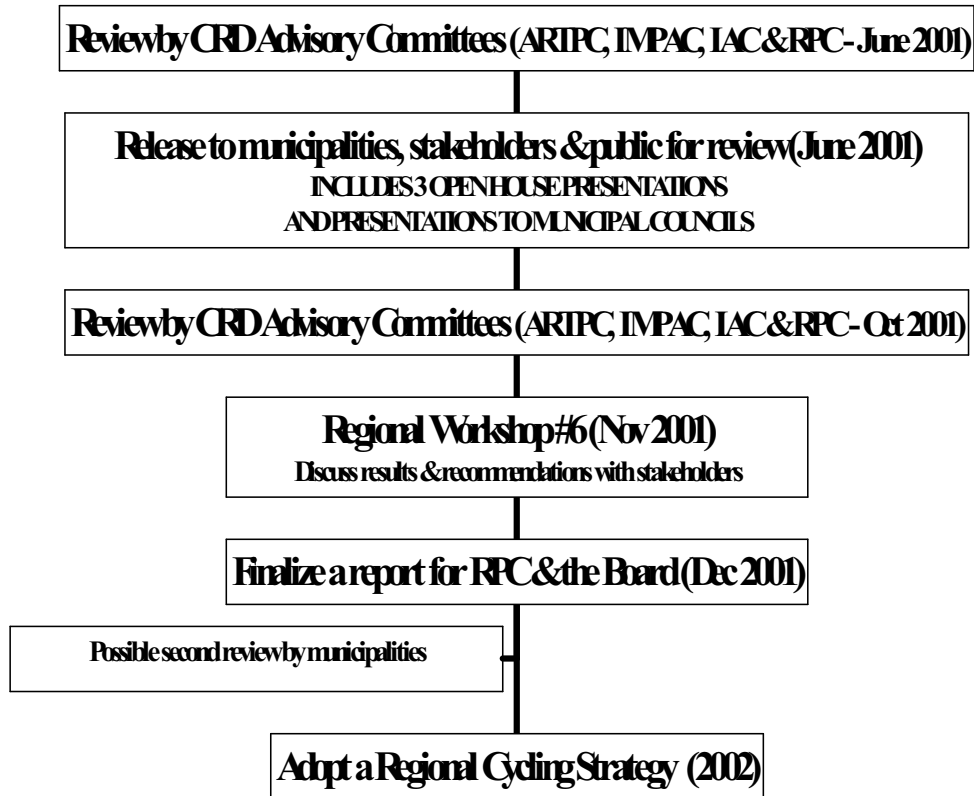 Review by CRD Advisory Committees (ARTPC, IMPAC, IAC & RPC - June 2001)
Release to municipalities, stakeholders & public for review (June 2001)
INCLUDES 3 OPEN HOUSE PRESENTATIONS
AND PRESENTATIONS TO MUNICIPAL COUNCILS
Review by CRD Advisory Committees (ARTPC, IMPAC, IAC & RPC - Oct 2001)
Regional Workshop #6 (Nov 2001)
Discuss results & recommendations with stakeholders
Finalize a report for RPC & the Board (Dec 2001)
Possible second review by municipalities
Adopt a Regional Cycling Strategy (2002)